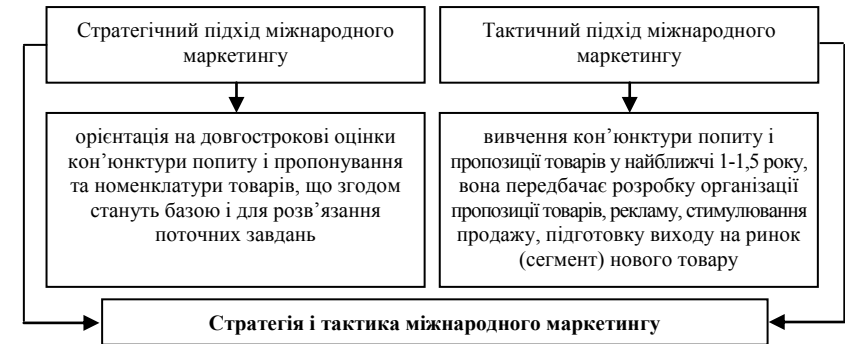 Стратегічний підхід міжнародного
маркетингу
Тактичний підхід міжнародного
маркетингу
орієнтація на довгострокові оцінки
кон’юнктури попиту і пропонування
та номенклатури товарів, що згодом
стануть базою і для розв’язання
поточних завдань
вивчення кон’юнктури попиту і
пропозиції товарів у найближчі 1-1,5 року,
вона передбачає розробку організації
пропозиції товарів, рекламу, стимулювання
продажу, підготовку виходу на ринок
(сегмент) нового товару
Стратегія і тактика міжнародного маркетингу